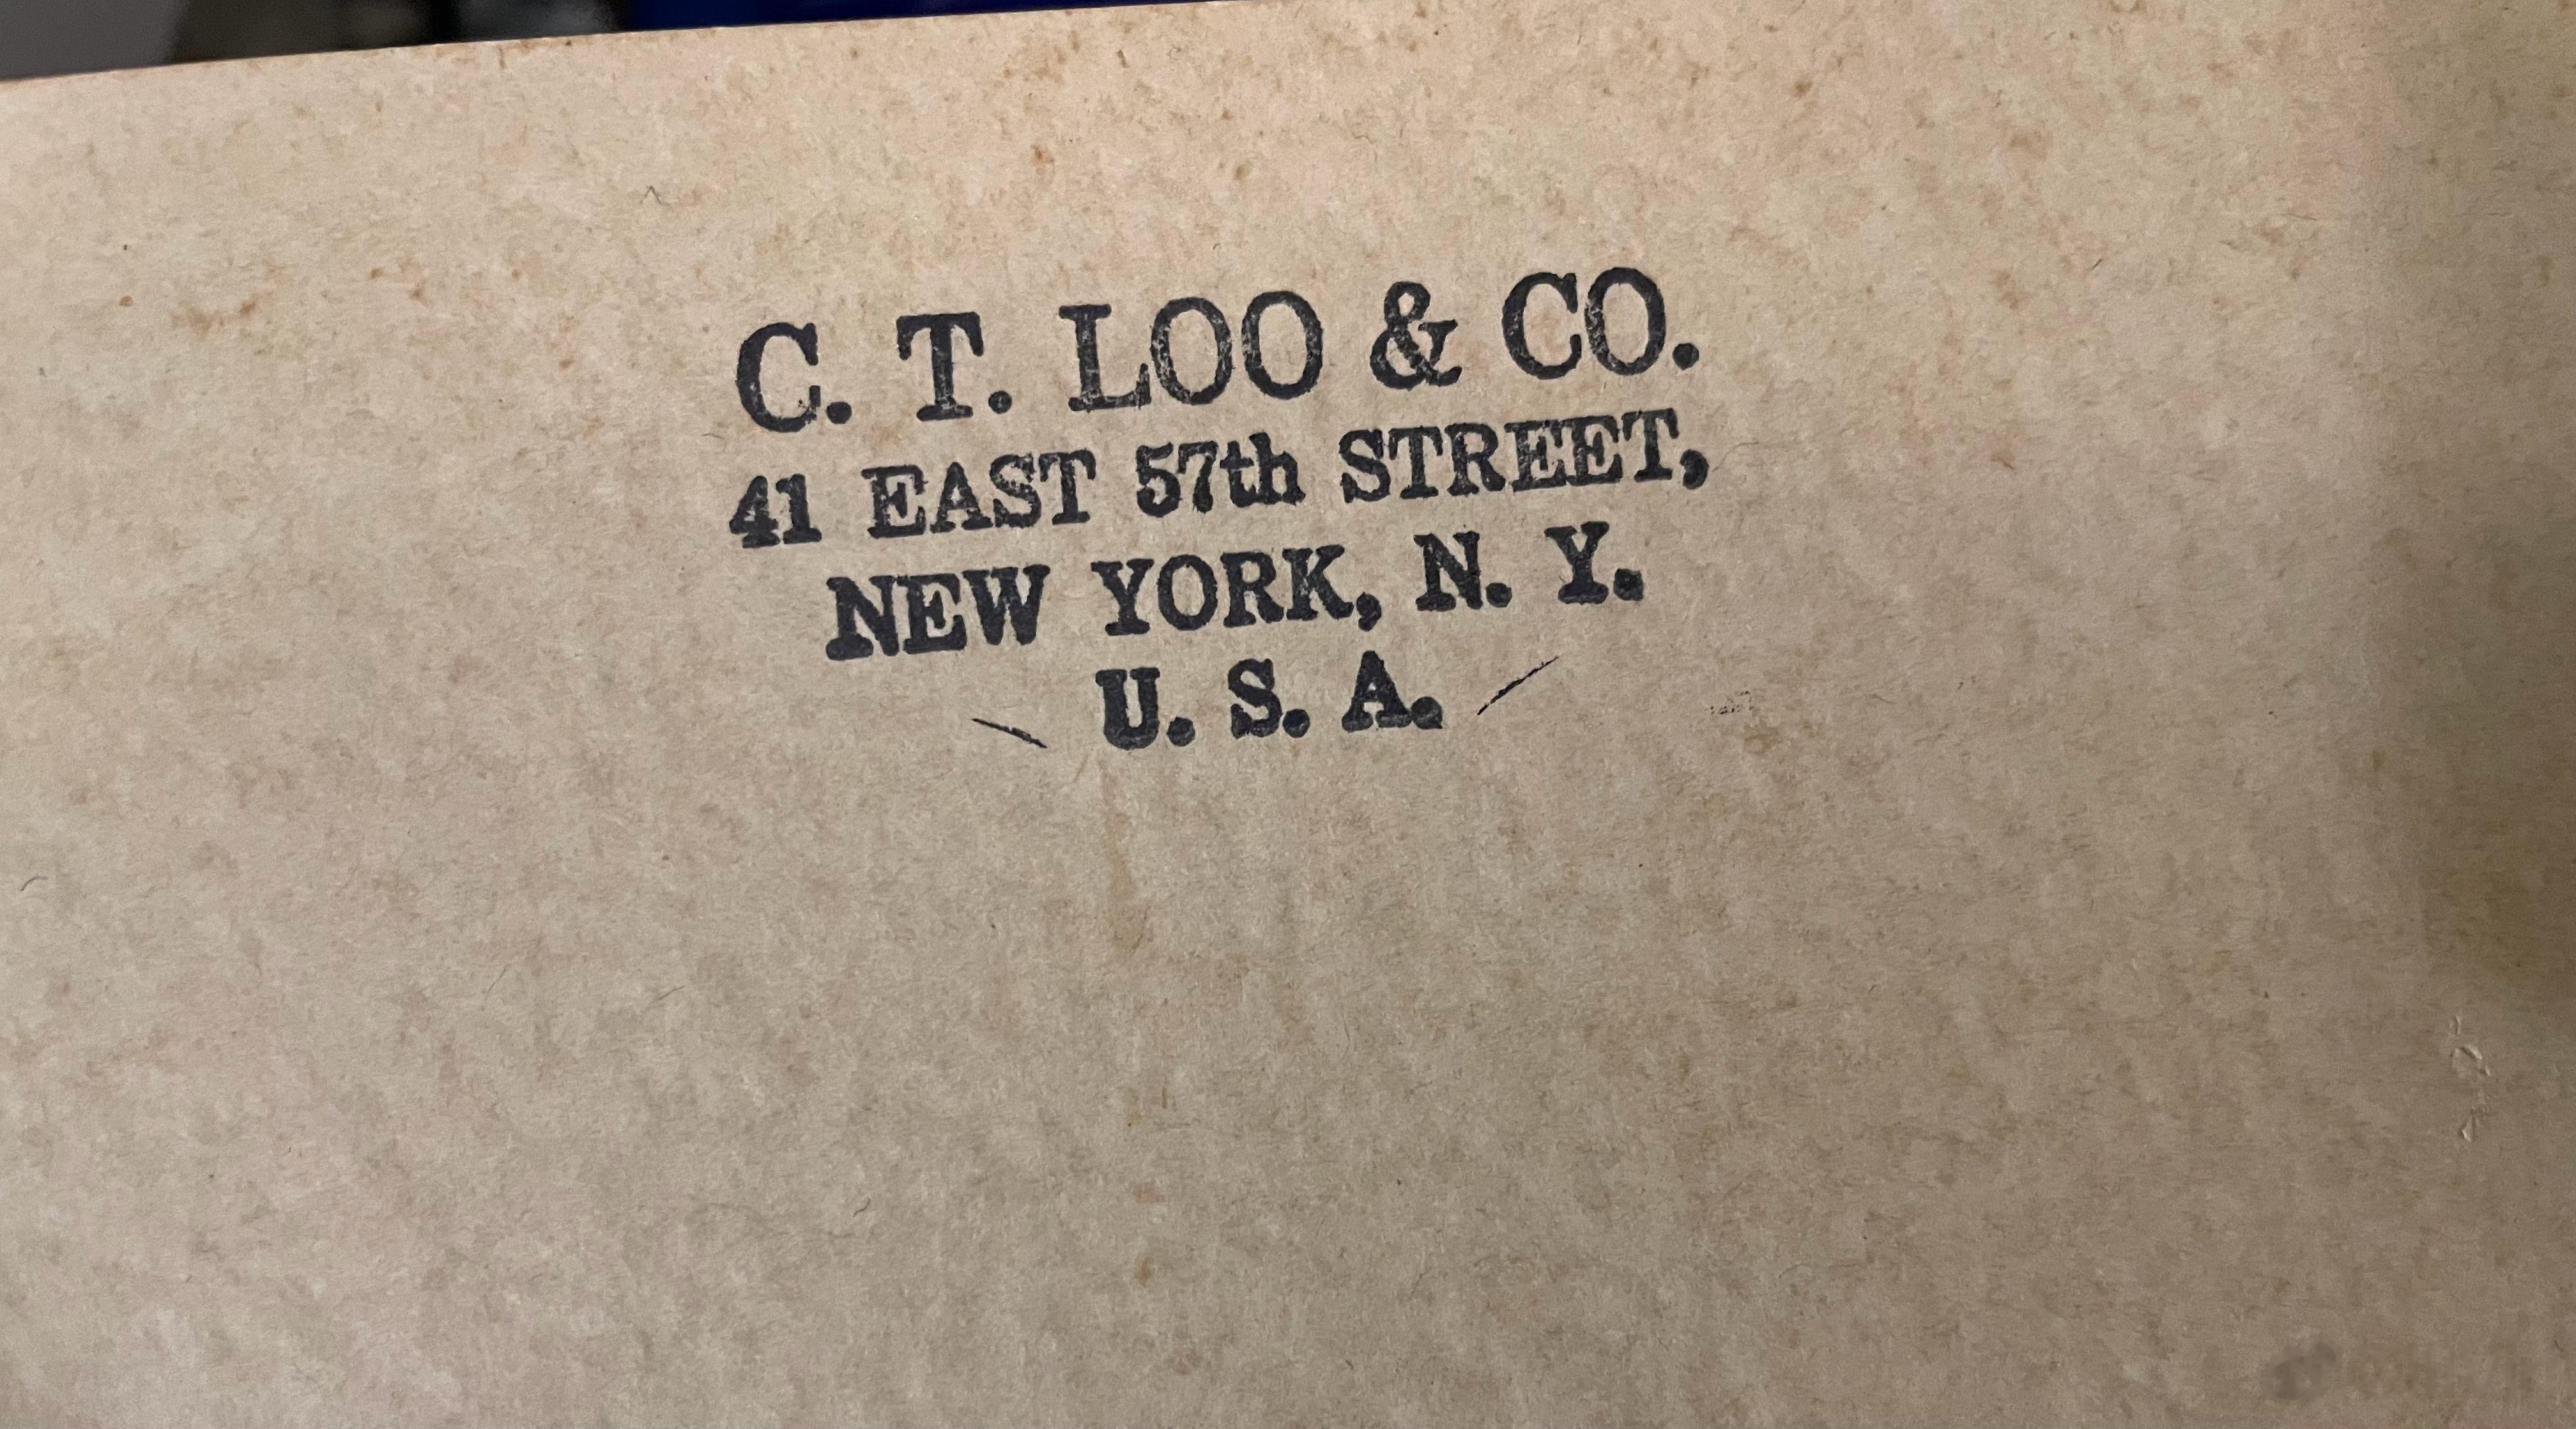 C. T. LOO & CO.
41 EAST 57th STREET,
NEW YORK, N. Y.
U. S. A.